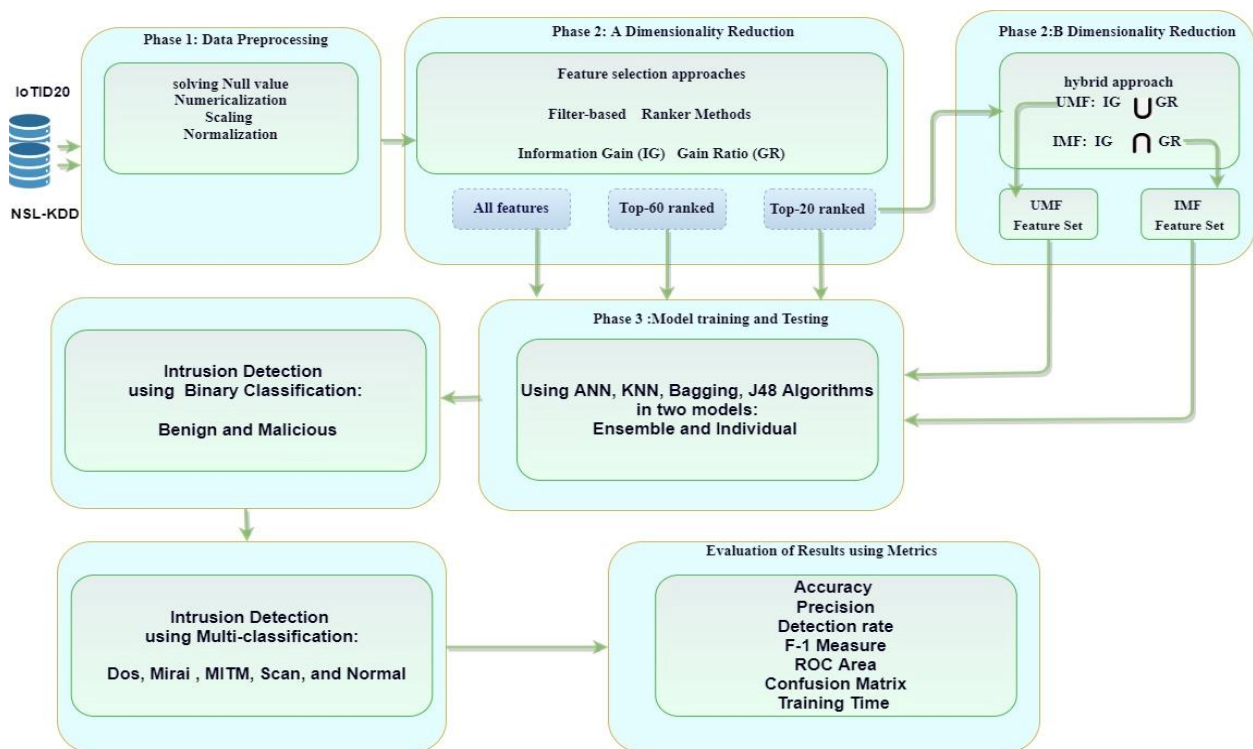 IoTID20
NSL-KDD
Phase 1: Data Preprocessing
solving Null value
Numericalization
Scaling
Normalization
Phase 2: A Dimensionality Reduction
Feature selection approaches
Filter-based Ranker Methods
Information Gain (IG) Gain Ratio (GR)
All features
Top-60 ranked
Top-20 ranked
Phase 2:B Dimensionality Reduction
hybrid approach
UMF: IG ∪ GR
IMF: IG ∩ GR
UMF
Feature Set
IMF
Feature Set
Phase 3 :Model training and Testing
Using ANN, KNN, Bagging, J48 Algorithms
in two models:
Ensemble and Individual
Intrusion Detection
using Binary Classification:
Benign and Malicious
Intrusion Detection
using Multi-classification:
Dos, Mirai , MITM, Scan, and Normal
Evaluation of Results using Metrics
Accuracy
Precision
Detection rate
F-1 Measure
ROC Area
Confusion Matrix
Training Time